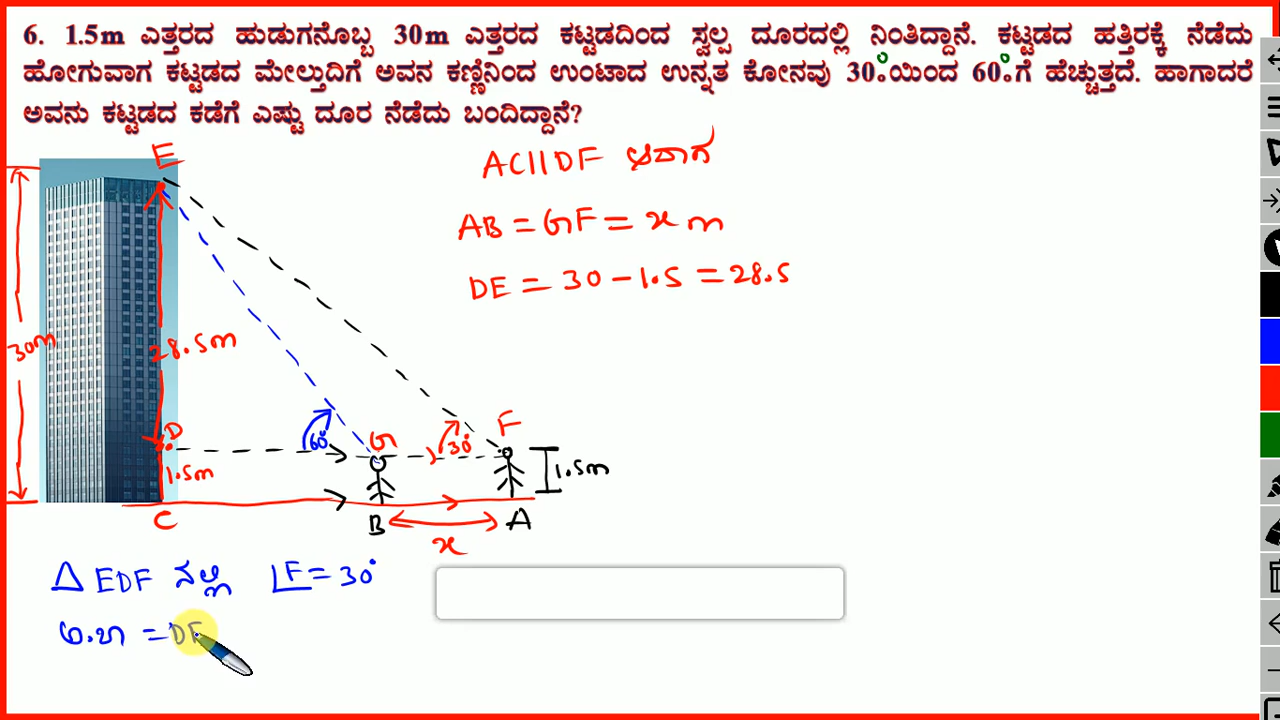 6. 1.5m ಎತ್ತರದ ಹುಡುಗನೊಬ್ಬ 30m ಎತ್ತರದ ಕಟ್ಟಡದಿಂದ ಸ್ವಲ್ಪ ದೂರದಲ್ಲಿ ನಿಂತಿದ್ದಾನೆ. ಕಟ್ಟಡದ ಹತ್ತಿರಕ್ಕೆ ನೆಡೆದು
ಹೋಗುವಾಗ ಕಟ್ಟಡದ ಮೇಲ್ತುದಿಗೆ ಅವನ ಕಣ್ಣಿನಿಂದ ಉಂಟಾದ ಉನ್ನತ ಕೋನವು 30°ಯಿಂದ 60°ಗೆ ಹೆಚ್ಚುತ್ತದೆ. ಹಾಗಾದರೆ
ಅವನು ಕಟ್ಟಡದ ಕಡೆಗೆ ಎಷ್ಟು ದೂರ ನೆಡೆದು ಬಂದಿದ್ದಾನೆ?
E
AC||DF ಆದಾಗ
AB = GF = x m
DE = 30 - 1.5 = 28.5
30m
28.5m
D
60°
G
30°
F
1.5m
1.5m
C
B
A
x
Δ EDF ನಲ್ಲಿ ∠F = 30°
ಅ.ಬಾ = DF